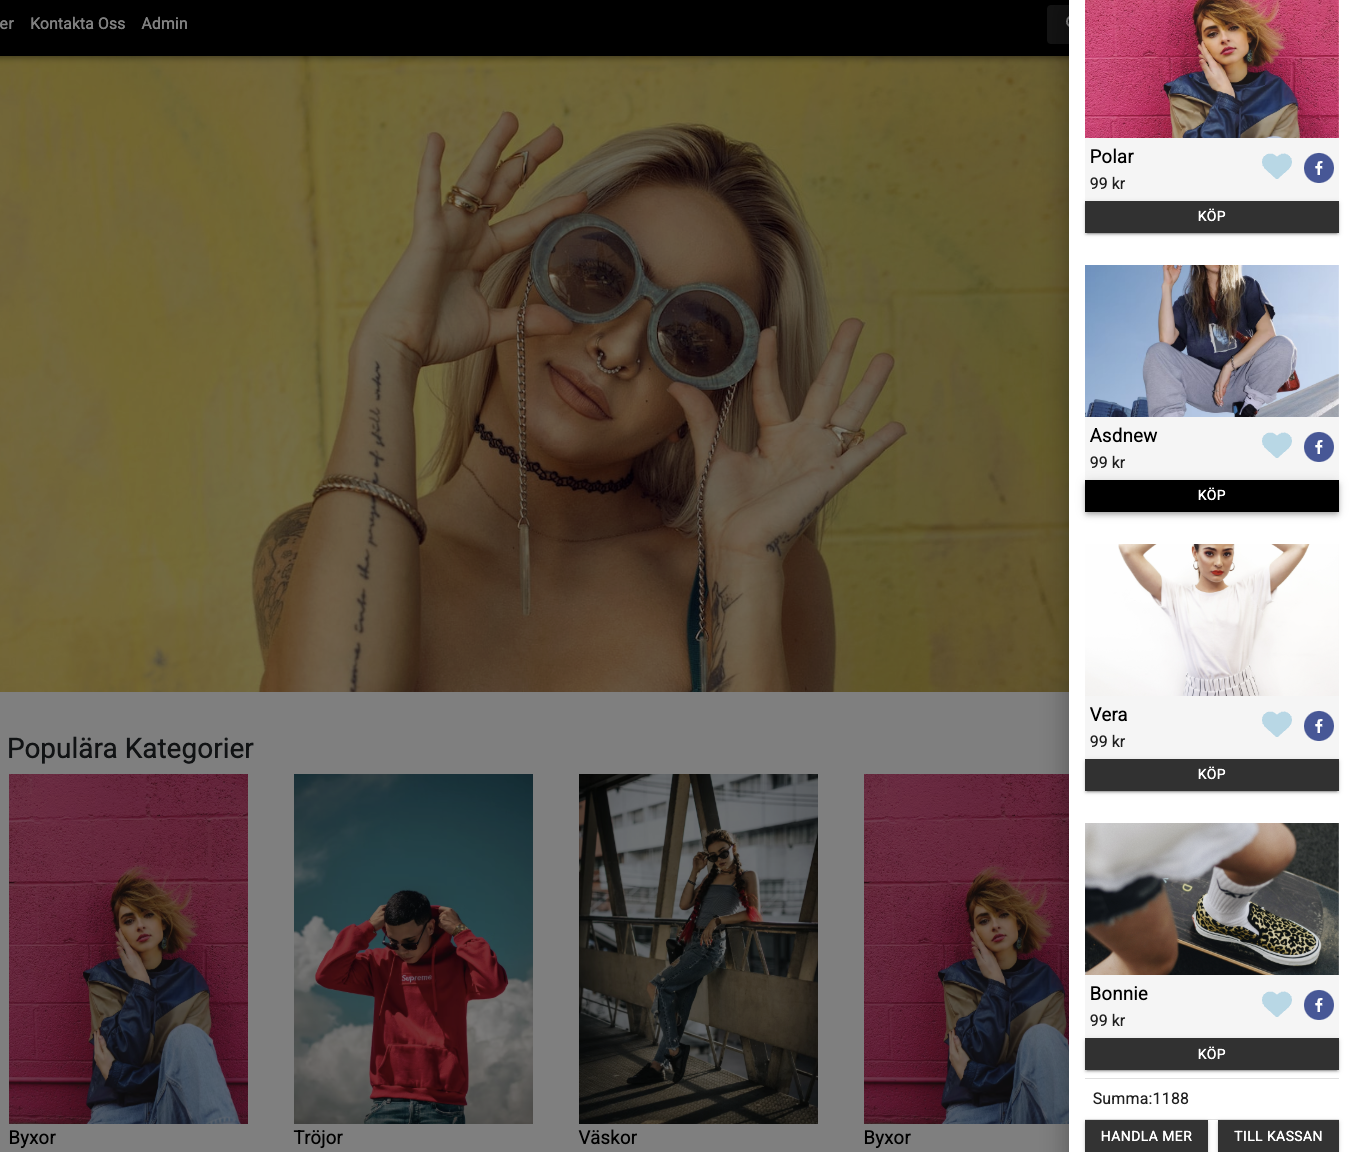 er Kontakta Oss Admin
Populära Kategorier
Supreme
Byxor
Tröjor
Väskor
Byxor
Polar
99 kr
KÖP
Asdnew
99 kr
KÖP
Vera
99 kr
KÖP
Bonnie
99 kr
KÖP
Summa:1188
HANDLA MER TILL KASSAN